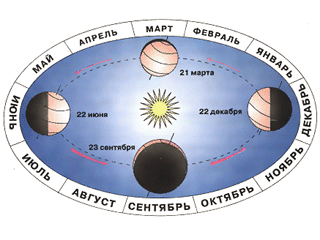 МАРТ
АПРЕЛЬ
ФЕВРАЛЬ
МАЙ
ЯНВАРЬ
21 марта
ИЮНЬ
22 июня
22 декабря
ДЕКАБРЬ
23 сентября
ИЮЛЬ
НОЯБРЬ
АВГУСТ
СЕНТЯБРЬ
ОКТЯБРЬ